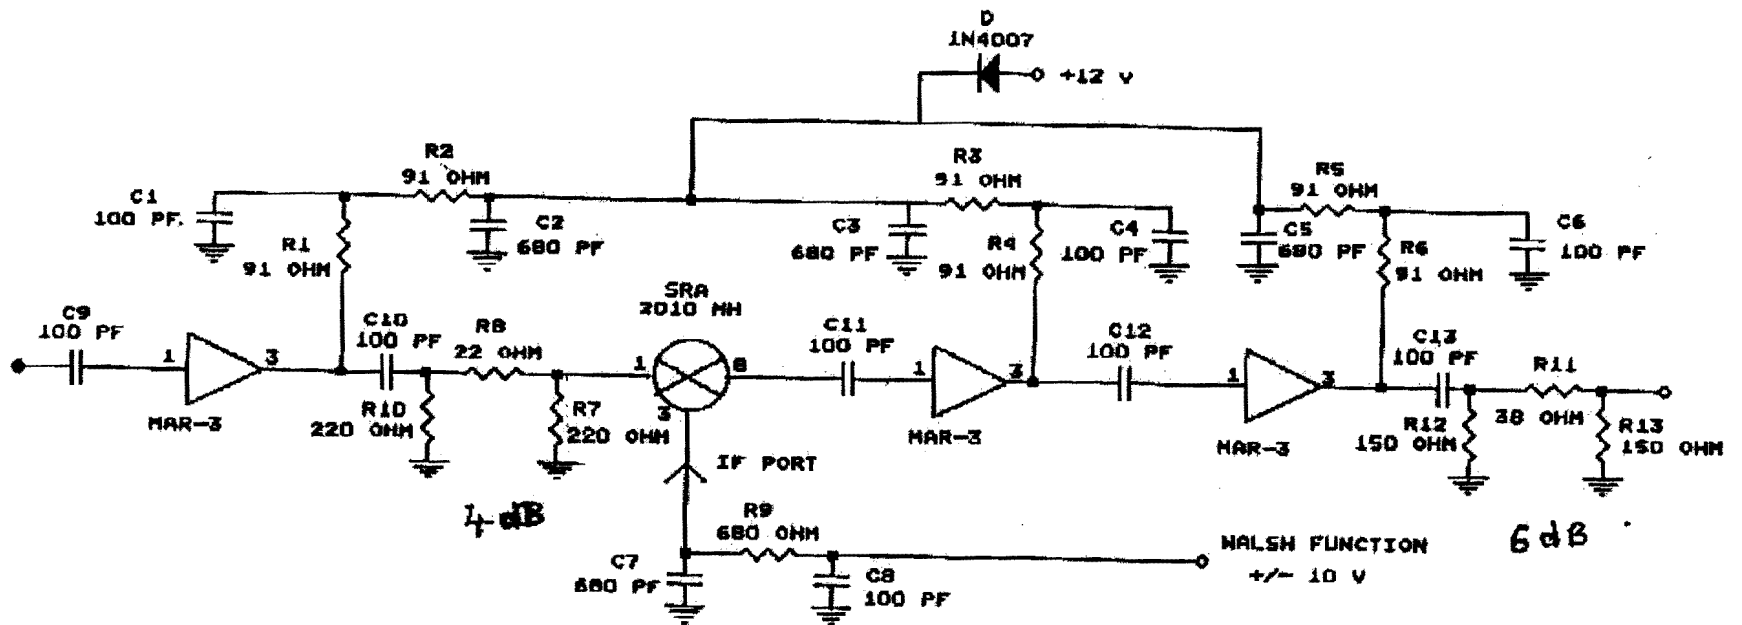 D
1N4007
+12 V
R2
91 OHM
C1
100 PF.
R1
91 OHM
C2
680 PF
R3
91 OHM
C3
680 PF
R4
91 OHM
C4
100 PF
R5
91 OHM
C5
680 PF
R6
91 OHM
C6
100 PF
C9
100 PF
1
3
MAR-3
C10
100 PF
R8
22 OHM
R10
220 OHM
R7
220 OHM
SRA
2010 MH
1
8
3
IF PORT
C11
100 PF
1
3
MAR-3
C12
100 PF
1
3
MAR-3
C13
100 PF
R11
38 OHM
R12
150 OHM
R13
150 OHM
4 dB
6 dB
R9
680 OHM
C7
680 PF
C8
100 PF
WALSH FUNCTION
+/- 10 V